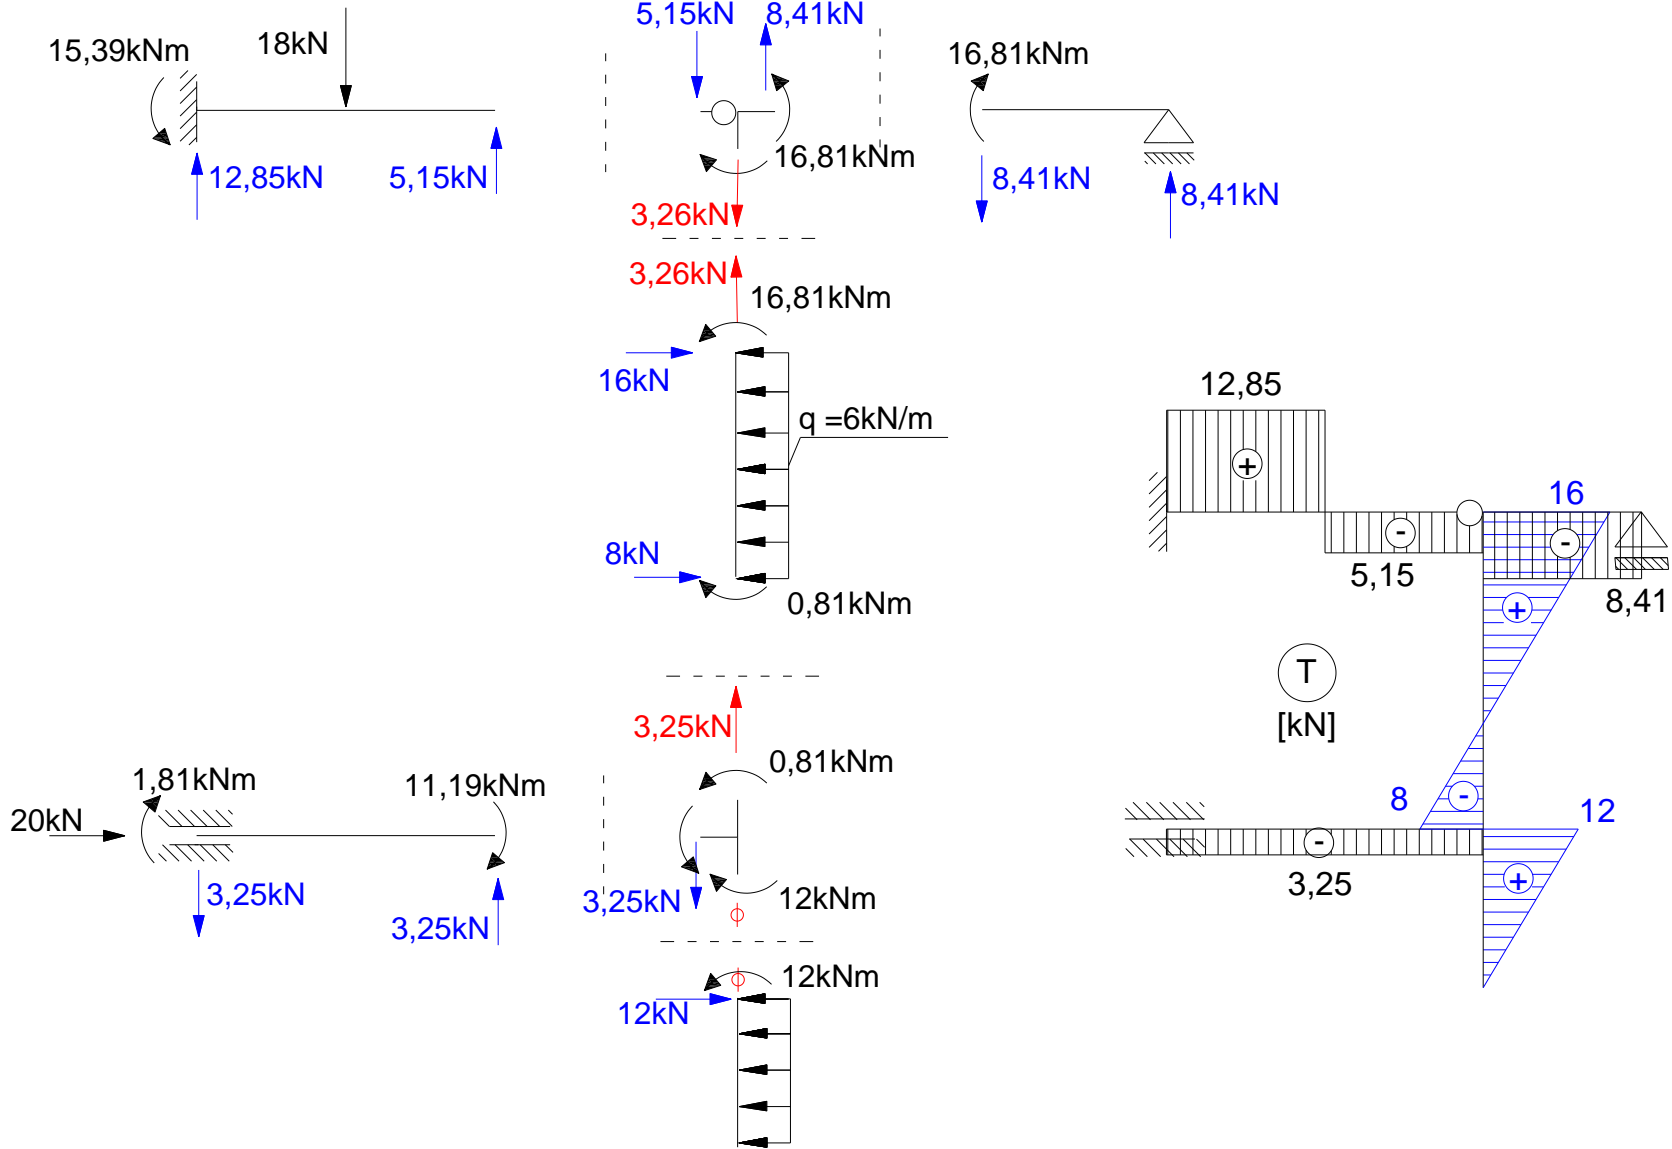 5,15kN 8,41kN
15,39kNm 18kN
16,81kNm
16,81kNm
12,85kN 5,15kN
8,41kN
8,41kN
3,26kN
3,26kN
16,81kNm
16kN
q =6kN/m
8kN
0,81kNm
3,25kN
0,81kNm
1,81kNm 11,19kNm
20kN
3,25kN
3,25kN
3,25kN
12kNm
12kNm
12kN
12,85
+
16
-
-
5,15
8,41
+
T
[kN]
8
-
12
-
3,25
+